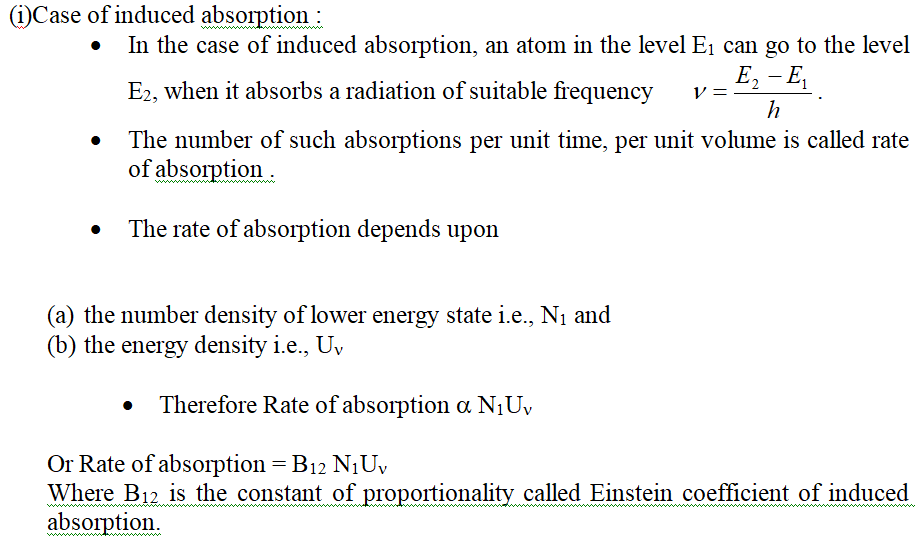 (i)Case of induced absorption :
• In the case of induced absorption, an atom in the level E₁ can go to the level
E₂, when it absorbs a radiation of suitable frequency ν = (E₂ − E₁)/h .
• The number of such absorptions per unit time, per unit volume is called rate
of absorption .
• The rate of absorption depends upon
(a) the number density of lower energy state i.e., N₁ and
(b) the energy density i.e., Uᵥ
• Therefore Rate of absorption α N₁Uᵥ
Or Rate of absorption = B₁₂ N₁Uᵥ
Where B₁₂ is the constant of proportionality called Einstein coefficient of induced
absorption.